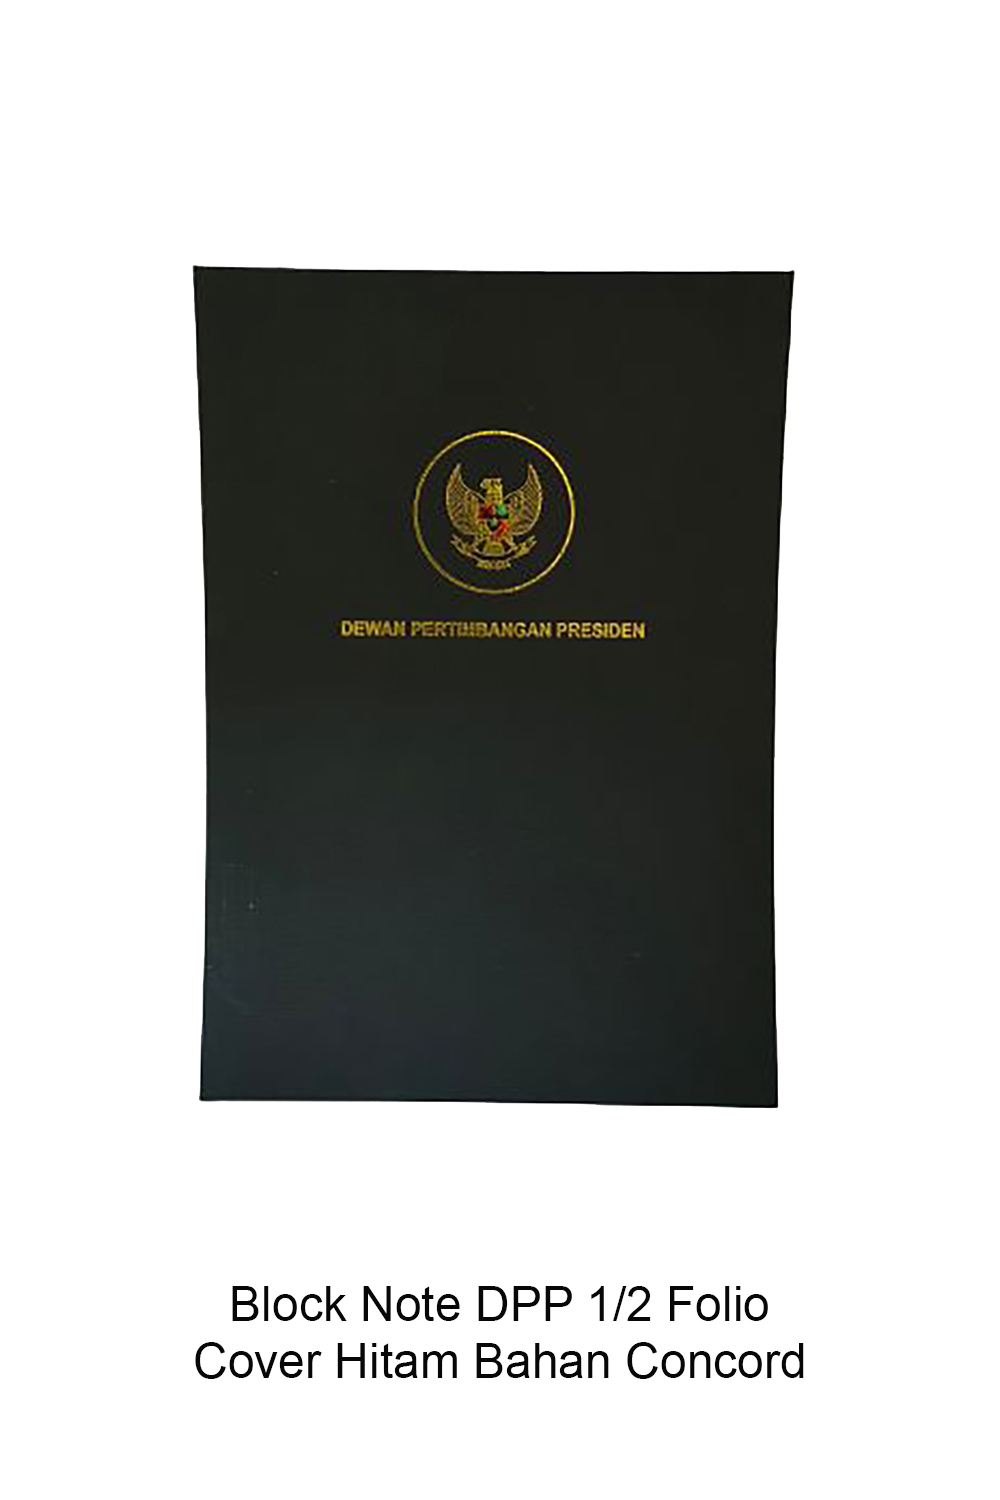 DEWAN PERTIMBANGAN PRESIDEN
Block Note DPP 1/2 Folio
Cover Hitam Bahan Concord